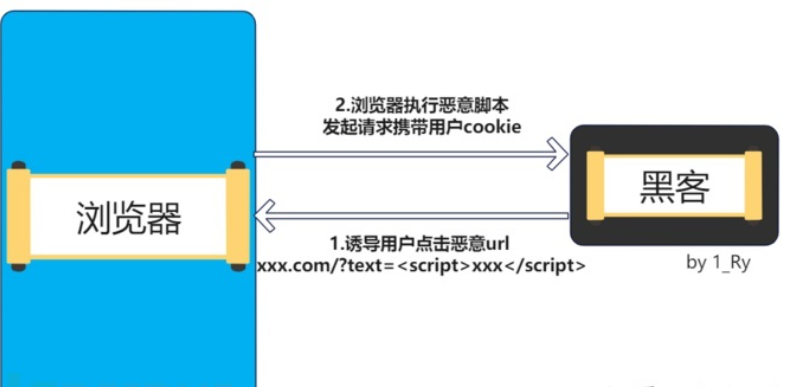 2.浏览器执行恶意脚本
发起请求携带用户cookie
浏览器
黑客
1.诱导用户点击恶意url
xxx.com/?text=<script>xxx</script>
by 1_Ry